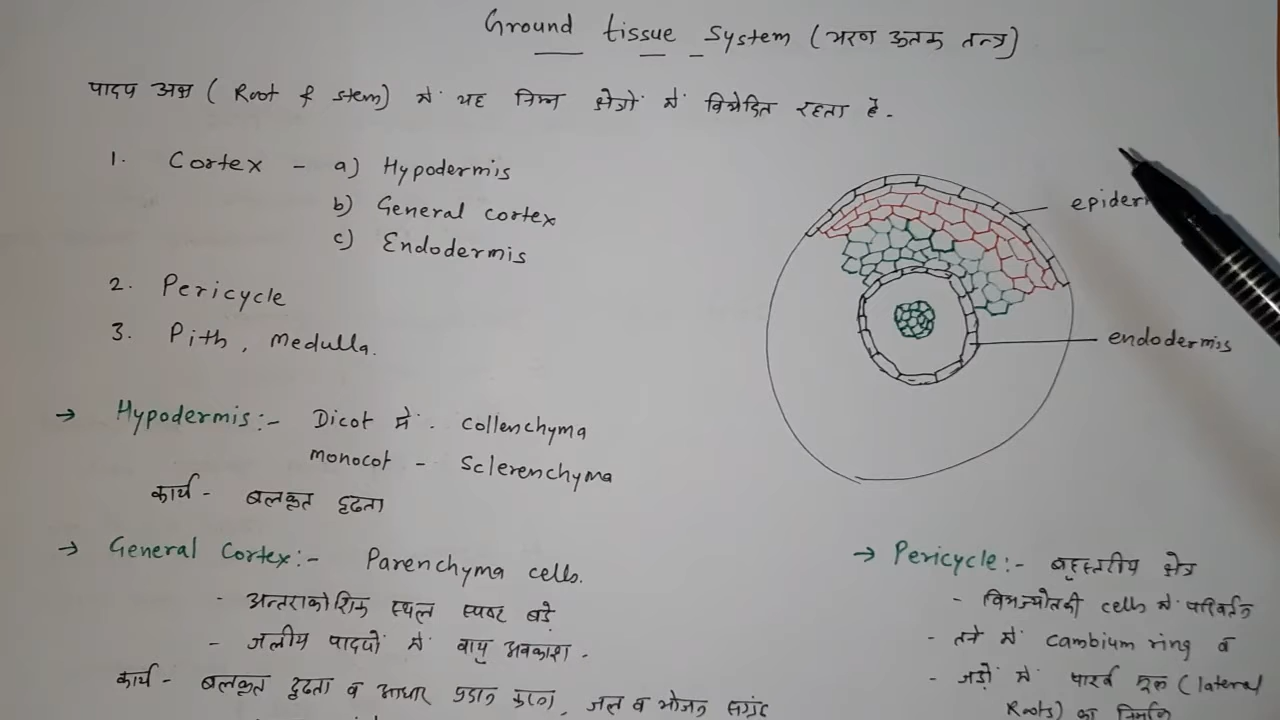 Ground tissue System (भरण ऊतक तन्त्र)
पादप अक्ष ( Root & stem) में यह निम्न क्षेत्रों में विभेदित रहता है.
1. Cortex - a) Hypodermis
b) General cortex
c) Endodermis
2. Pericycle
3. Pith, Medulla.
epiderm
endodermis
→ Hypodermis:- Dicot में. Collenchyma
monocot - Sclerenchyma
कार्य - बलकृत दृढता
→ General Cortex:- Parenchyma cells.
- अन्तराकोशिक स्थल स्पष्ट बड़े
- जलीय पादपों में वायु अवकाश.
कार्य - बलकृत दृढता व आधार प्रदान करना, जल व भोजन संग्रह
→ Pericycle:- बहुस्तरीय क्षेत्र
- विभज्योतकी cells में परिवर्तन
- तने में cambium ring व
- जड़ों में पार्श्व मूल (lateral
Roots) का निर्माण